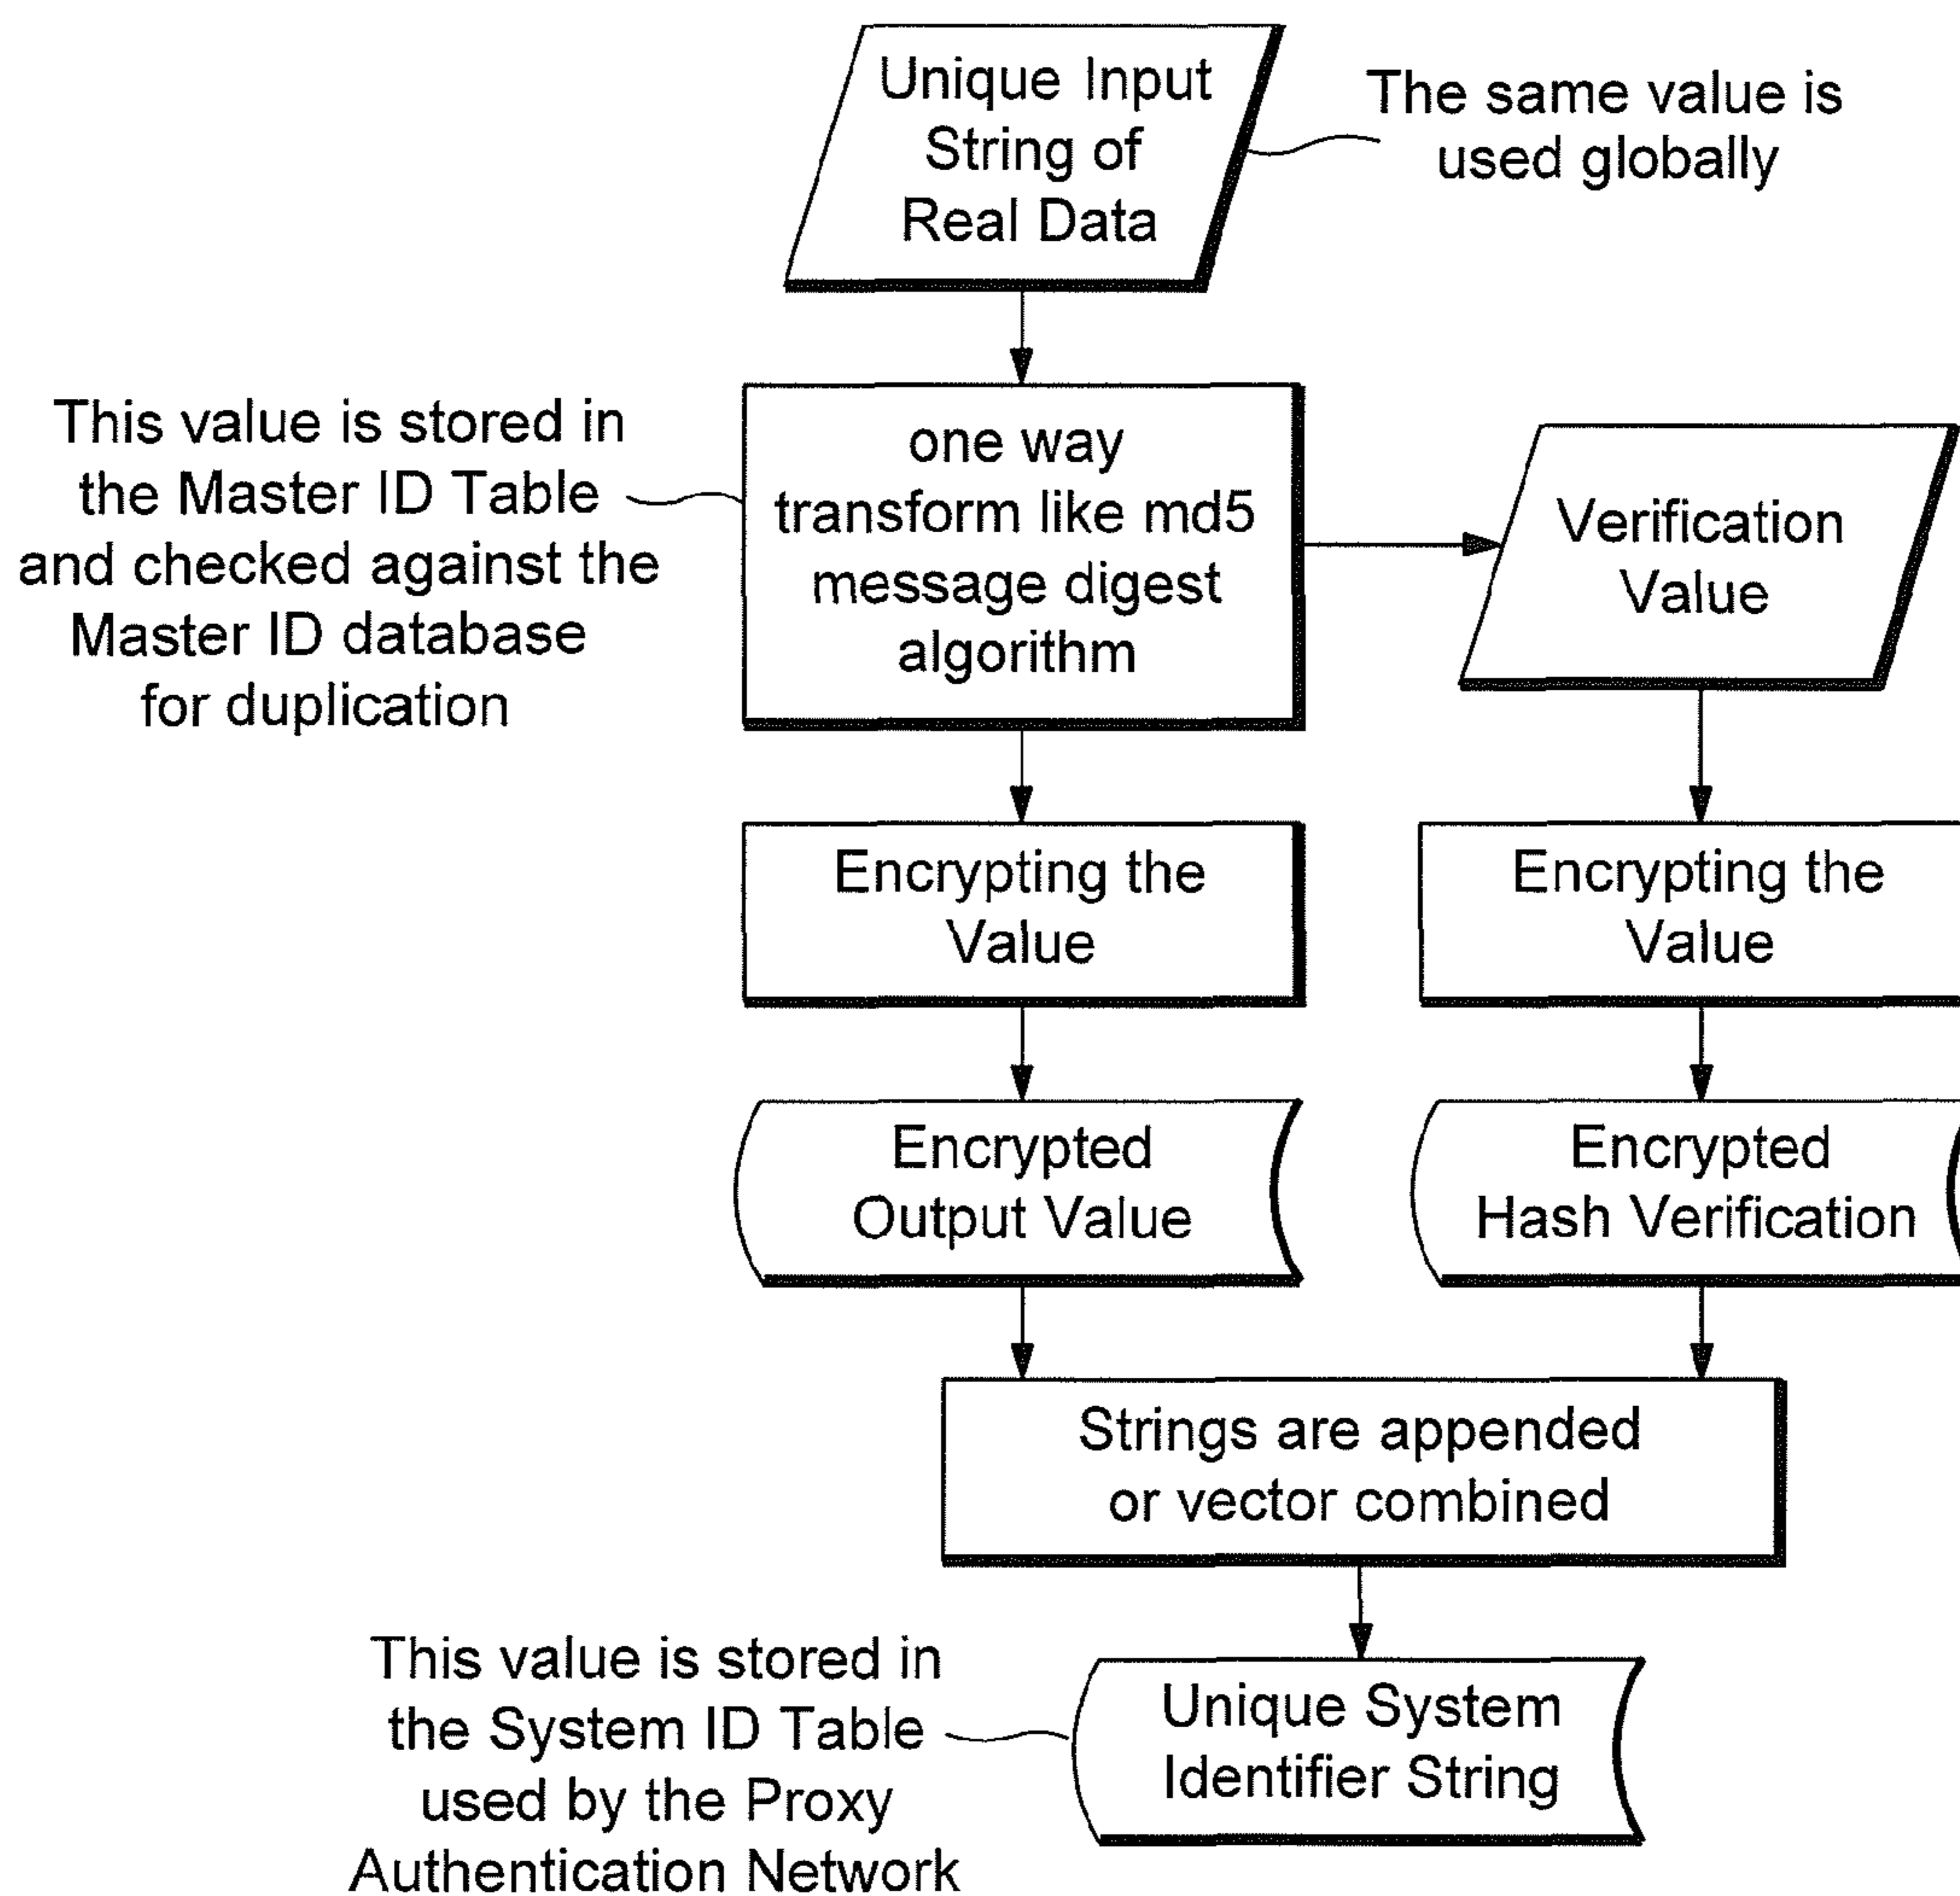 Unique Input
String of
Real Data
The same value is
used globally
This value is stored in
the Master ID Table
and checked against the
Master ID database
for duplication
one way
transform like md5
message digest
algorithm
Verification
Value
Encrypting the
Value
Encrypting the
Value
Encrypted
Output Value
Encrypted
Hash Verification
Strings are appended
or vector combined
This value is stored in
the System ID Table
used by the Proxy
Authentication Network
Unique System
Identifier String